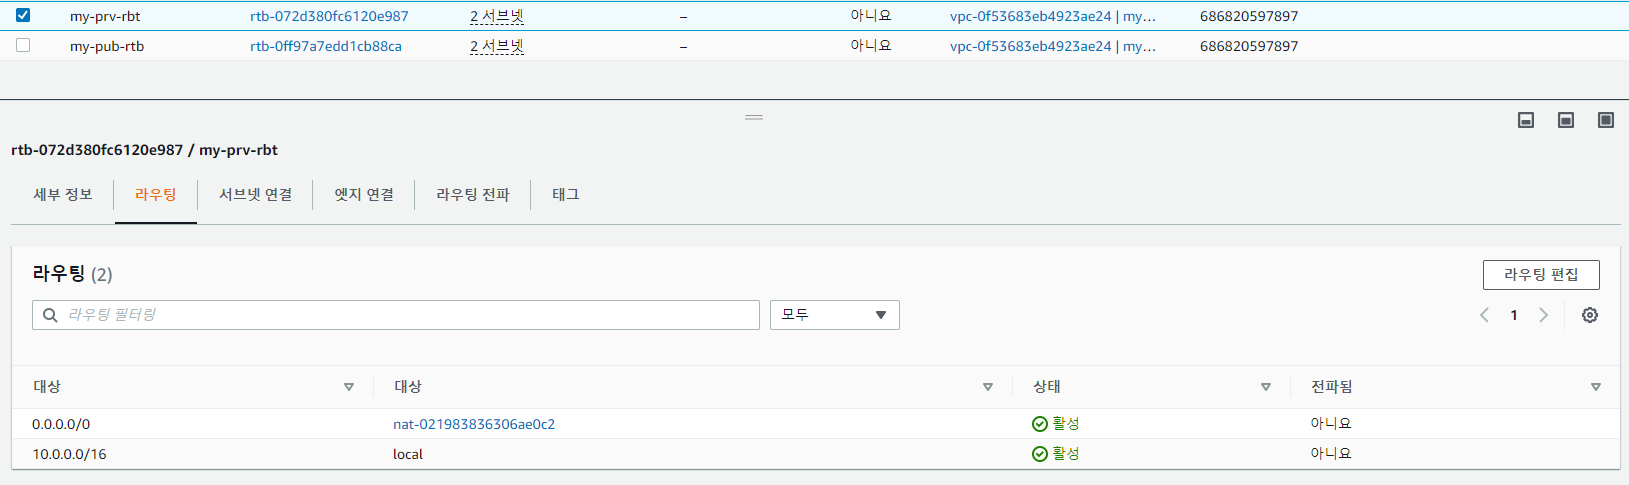 my-prv-rbt rtb-072d380fc6120e987 2 서브넷 – 아니요 vpc-0f53683eb4923ae24 | my... 686820597897
my-pub-rtb rtb-0ff97a7edd1cb88ca 2 서브넷 – 아니요 vpc-0f53683eb4923ae24 | my... 686820597897
rtb-072d380fc6120e987 / my-prv-rbt
세부 정보 라우팅 서브넷 연결 엣지 연결 라우팅 전파 태그
라우팅 (2) 라우팅 편집
라우팅 필터링 모두 1
대상 대상 상태 전파됨
0.0.0.0/0 nat-021983836306ae0c2 활성 아니요
10.0.0.0/16 local 활성 아니요